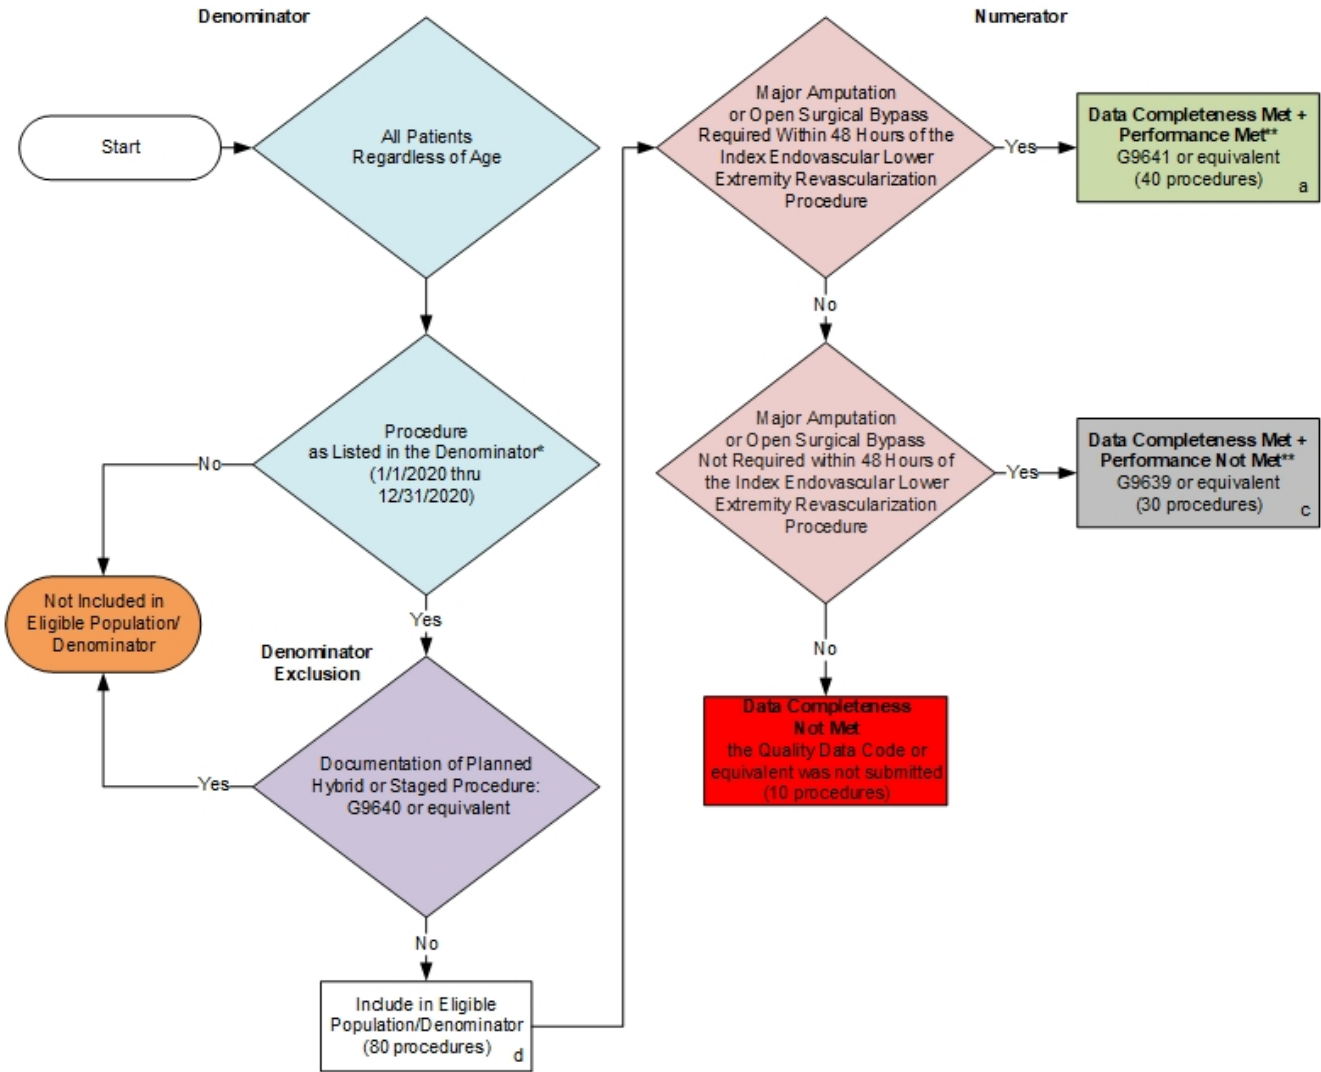 Denominator
Start
All Patients
Regardless of Age
Procedure
as Listed in the Denominator*
(1/1/2020 thru
12/31/2020)
No
Not Included in
Eligible Population/
Denominator
Yes
Denominator
Exclusion
Documentation of Planned
Hybrid or Staged Procedure:
G9640 or equivalent
Yes
No
Include in Eligible
Population/Denominator
(80 procedures)
d
Numerator
Major Amputation
or Open Surgical Bypass
Required Within 48 Hours of the
Index Endovascular Lower
Extremity Revascularization
Procedure
Yes
Data Completeness Met +
Performance Met**
G9641 or equivalent
(40 procedures)
a
No
Major Amputation
or Open Surgical Bypass
Not Required within 48 Hours of
the Index Endovascular Lower
Extremity Revascularization
Procedure
Yes
Data Completeness Met +
Performance Not Met**
G9639 or equivalent
(30 procedures)
c
No
Data Completeness
Not Met
the Quality Data Code or
equivalent was not submitted
(10 procedures)